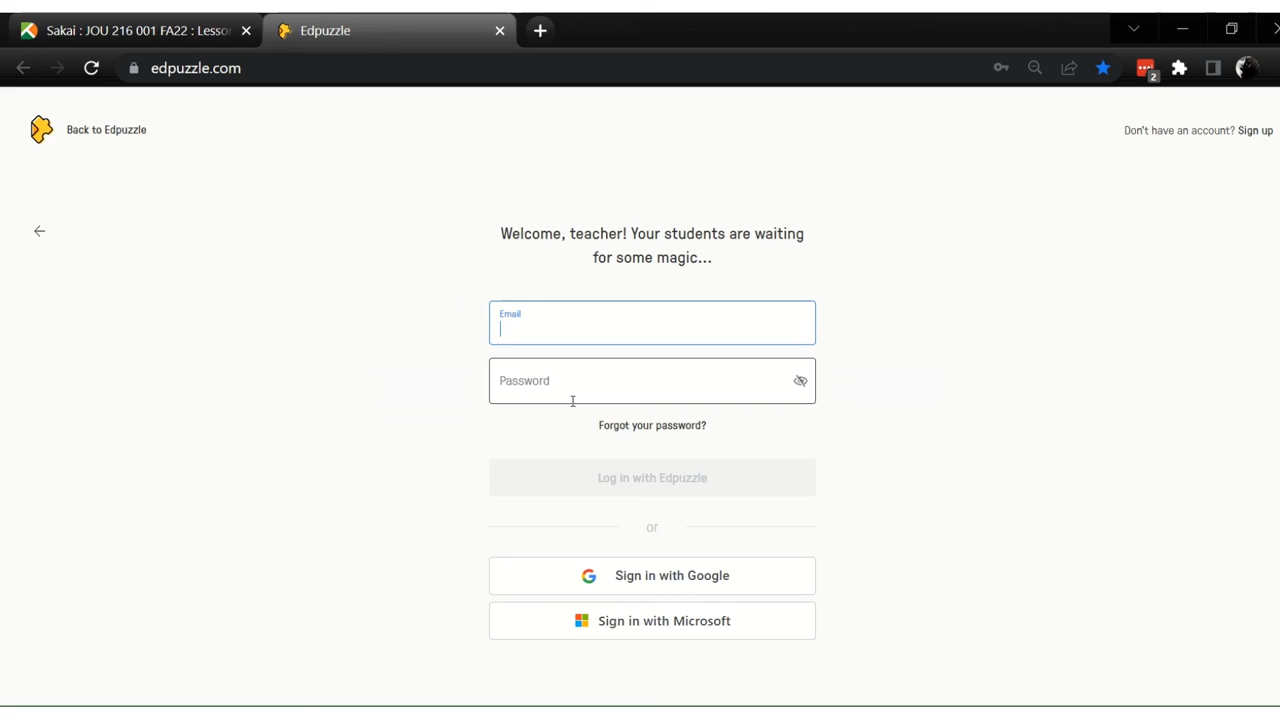 Sakai : JOU 216 001 FA22 : Lesso
Edpuzzle
edpuzzle.com
2
Back to Edpuzzle
Don't have an account? Sign up
Welcome, teacher! Your students are waiting
for some magic...
Email
Password
Forgot your password?
Log in with Edpuzzle
or
Sign in with Google
Sign in with Microsoft